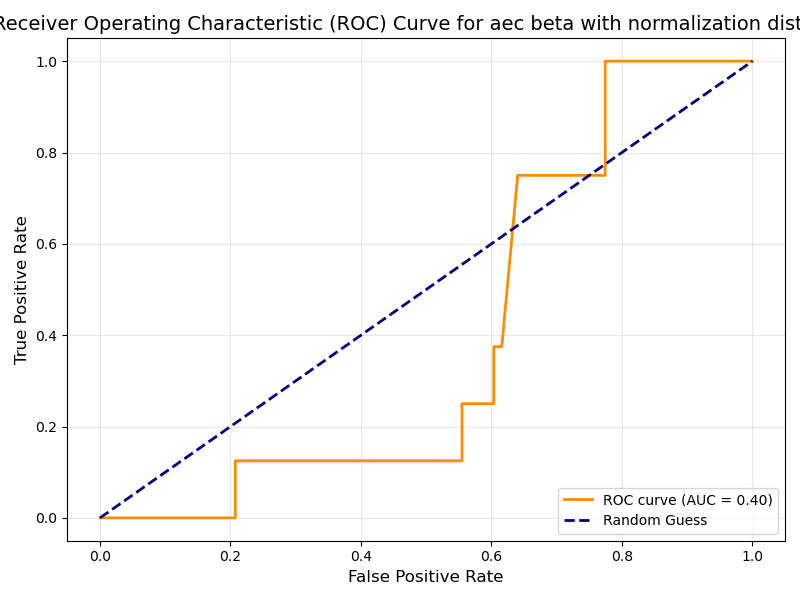 Receiver Operating Characteristic (ROC) Curve for aec beta with normalization dist
1.0
0.8
0.6
0.4
0.2
0.0
True Positive Rate
ROC curve (AUC = 0.40)
Random Guess
0.0 0.2 0.4 0.6 0.8 1.0
False Positive Rate